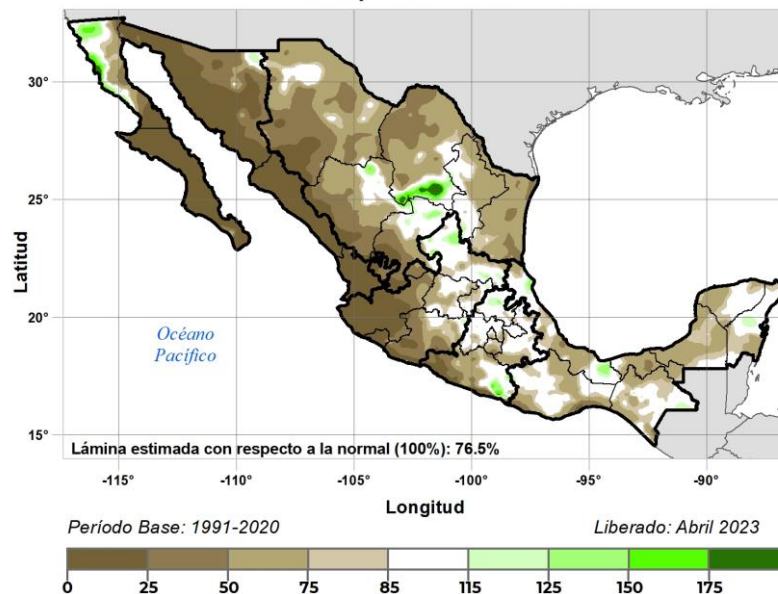 30°
25°
20°
15°
Latitud
Océano
Pacífico
Lámina estimada con respecto a la normal (100%): 76.5%
-115° -110° -105° -100° -95° -90°
Longitud
Período Base: 1991-2020 Liberado: Abril 2023
0 25 50 75 85 115 125 150 175